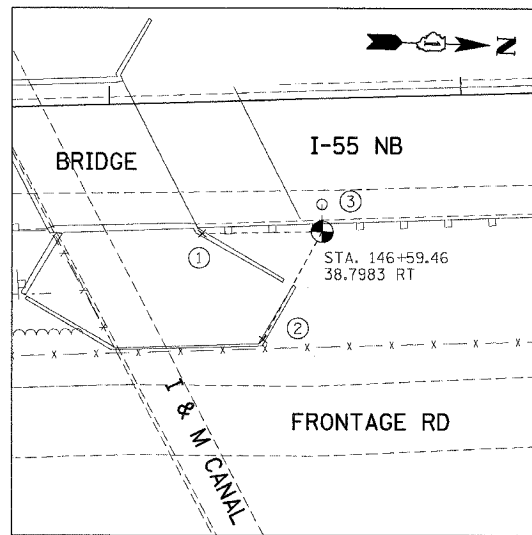 N
I-55 NB
BRIDGE
3
1
STA. 146+59.46
38.7983 RT
2
I & M CANAL
FRONTAGE RD